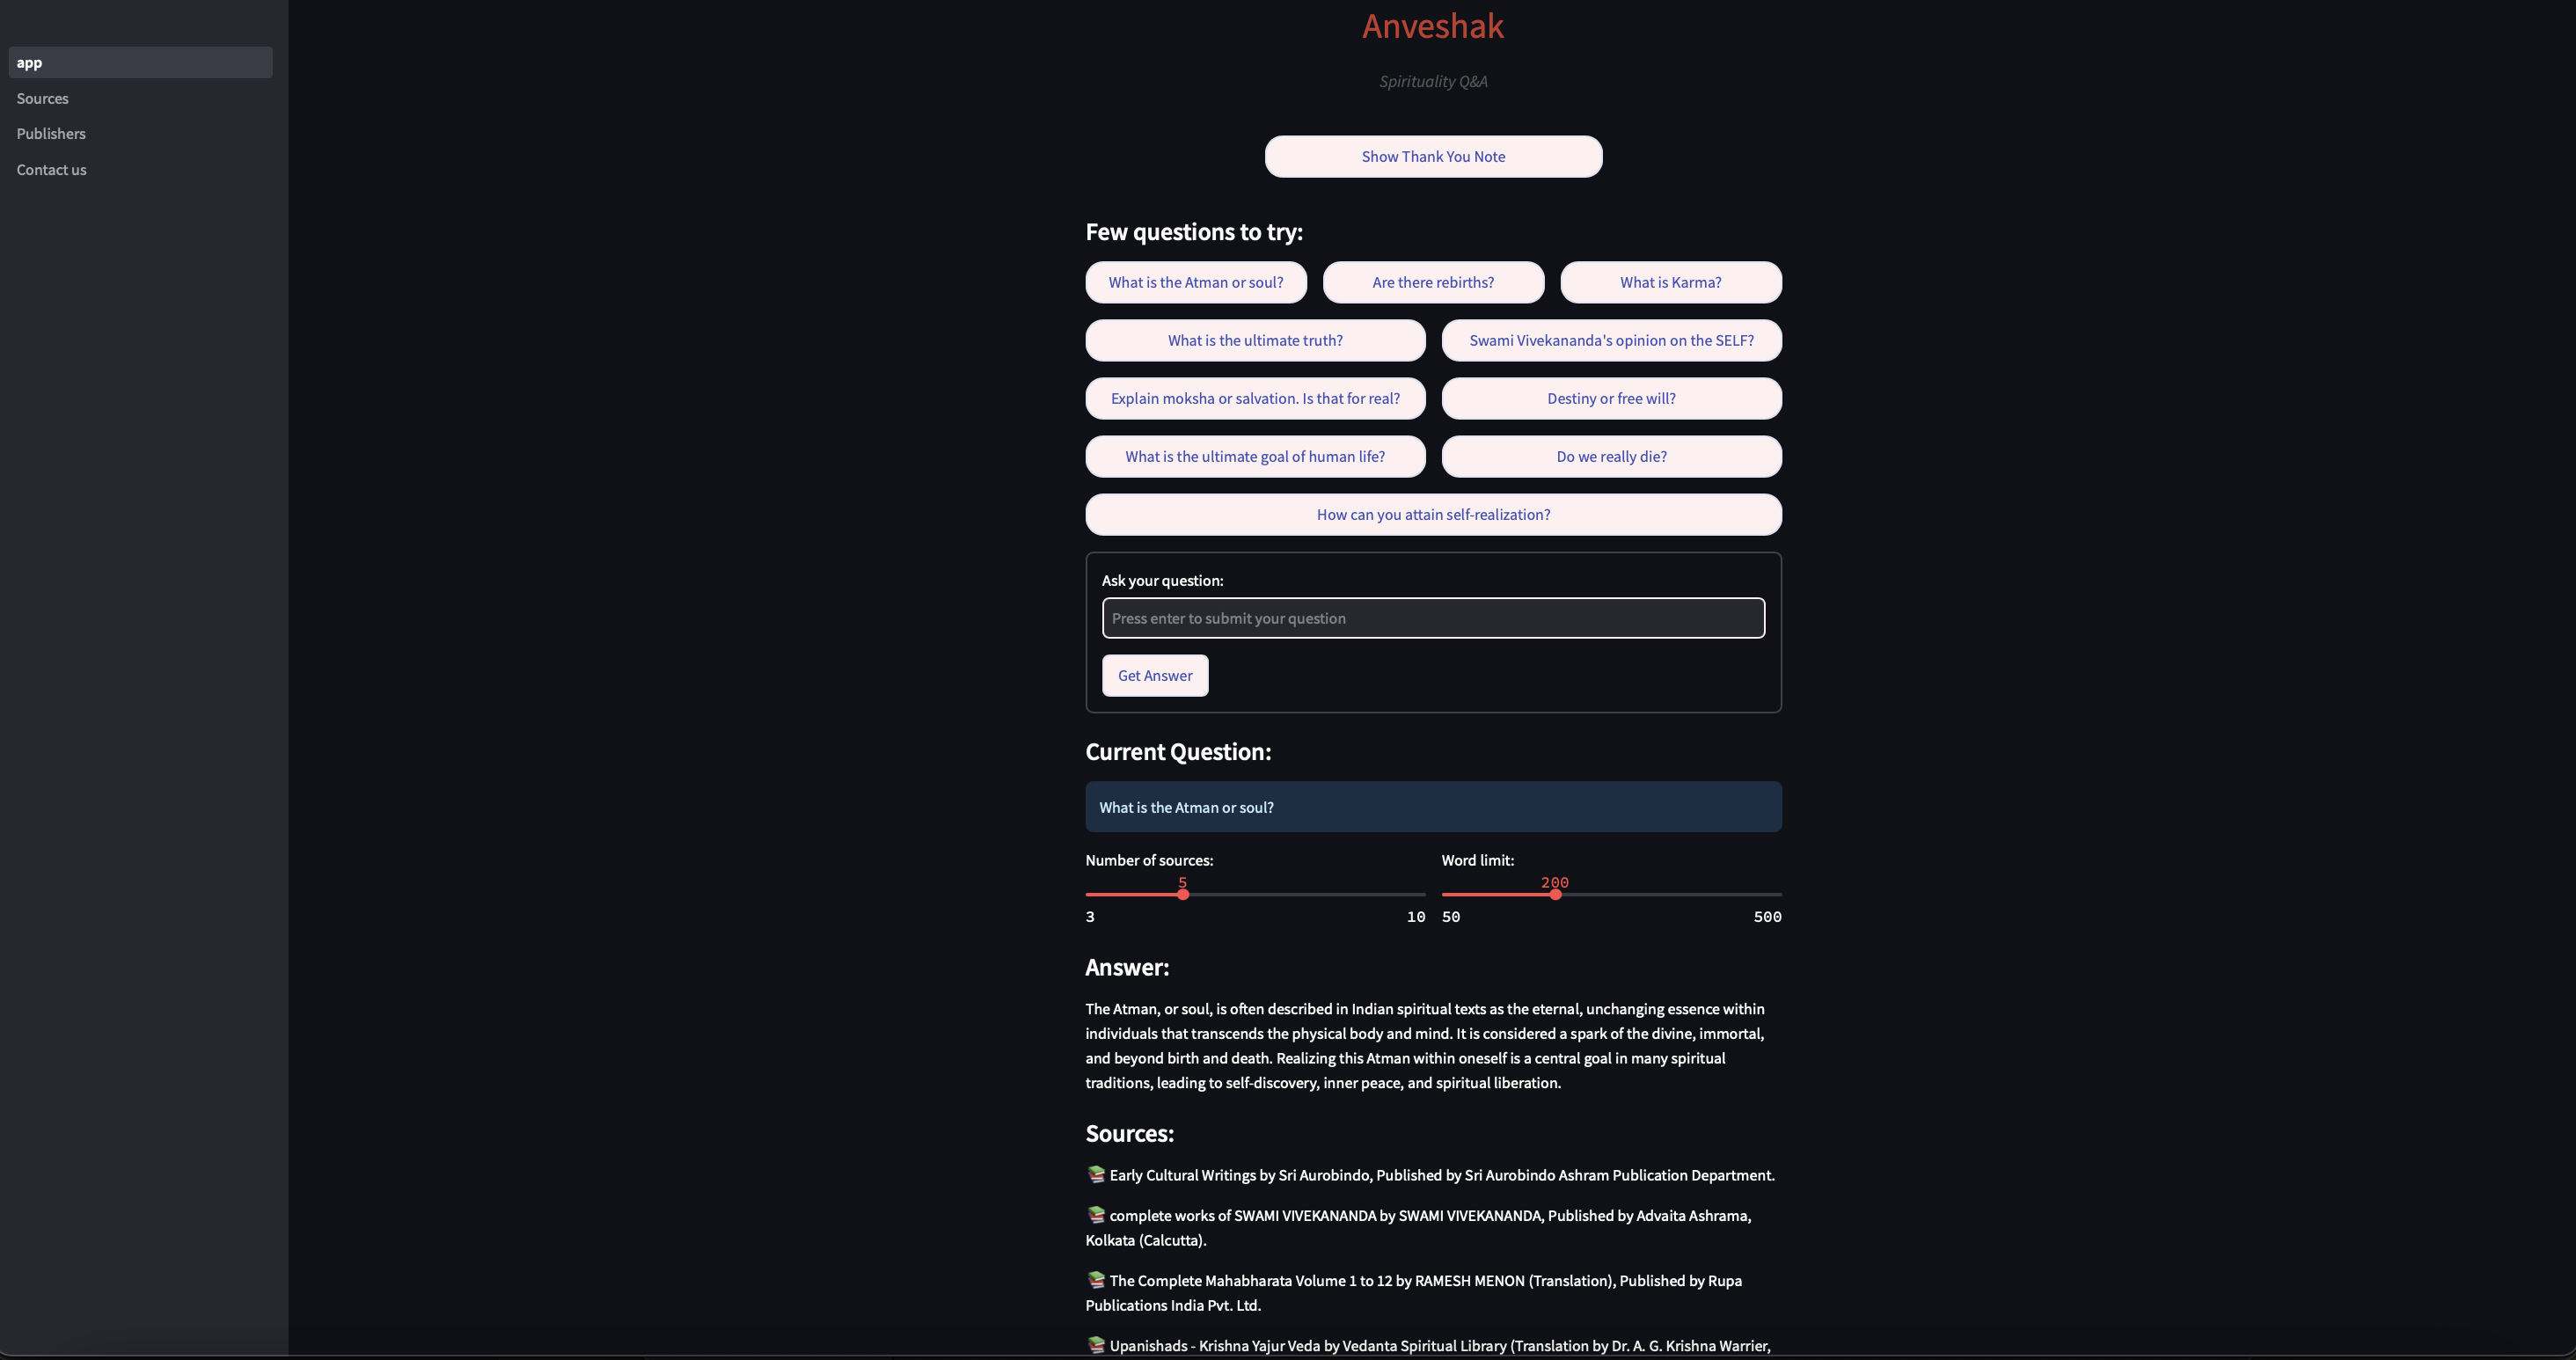 app
Sources
Publishers
Contact us
Anveshak
Spirituality Q&A
Show Thank You Note
Few questions to try:
What is the Atman or soul?
Are there rebirths?
What is Karma?
What is the ultimate truth?
Swami Vivekananda's opinion on the SELF?
Explain moksha or salvation. Is that for real?
Destiny or free will?
What is the ultimate goal of human life?
Do we really die?
How can you attain self-realization?
Ask your question:
Press enter to submit your question
Get Answer
Current Question:
What is the Atman or soul?
Number of sources:
5
3
10
Word limit:
200
50
500
Answer:
The Atman, or soul, is often described in Indian spiritual texts as the eternal, unchanging essence within
individuals that transcends the physical body and mind. It is considered a spark of the divine, immortal,
and beyond birth and death. Realizing this Atman within oneself is a central goal in many spiritual
traditions, leading to self-discovery, inner peace, and spiritual liberation.
Sources:
📚 Early Cultural Writings by Sri Aurobindo, Published by Sri Aurobindo Ashram Publication Department.
📚 complete works of SWAMI VIVEKANANDA by SWAMI VIVEKANANDA, Published by Advaita Ashrama,
Kolkata (Calcutta).
📚 The Complete Mahabharata Volume 1 to 12 by RAMESH MENON (Translation), Published by Rupa
Publications India Pvt. Ltd.
📚 Upanishads - Krishna Yajur Veda by Vedanta Spiritual Library (Translation by Dr. A. G. Krishna Warrier,